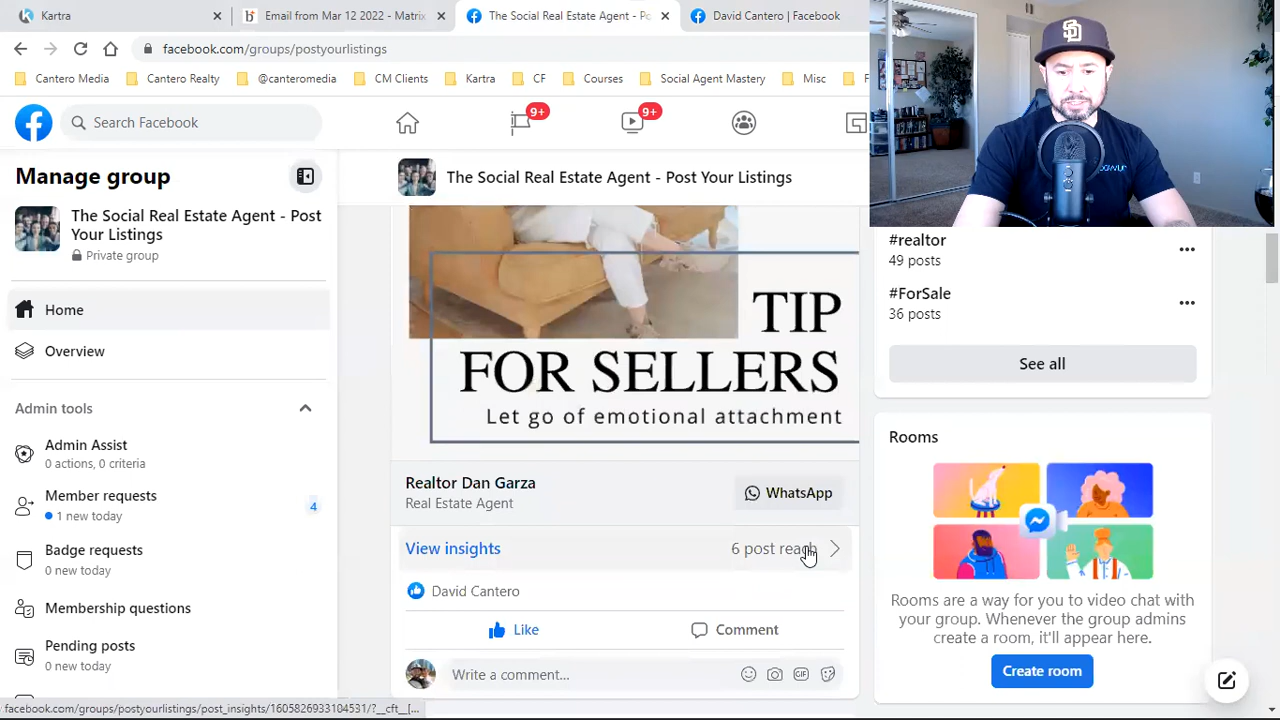 Kartra
Email from Mar 12 2022 - Matrix
The Social Real Estate Agent - Po
David Cantero | Facebook
facebook.com/groups/postyourlistings
Cantero Media
Cantero Realty
@canteromedia
KV Clients
Kartra
CF
Courses
Social Agent Mastery
Misc
Search Facebook
9+
9+
Manage group
The Social Real Estate Agent - Post Your Listings
The Social Real Estate Agent - Post
Your Listings
Private group
Home
Overview
Admin tools
Admin Assist
0 actions, 0 criteria
Member requests
1 new today
4
Badge requests
0 new today
Membership questions
Pending posts
0 new today
TIP
FOR SELLERS
Let go of emotional attachment
Realtor Dan Garza
Real Estate Agent
WhatsApp
View insights
6 post reach
David Cantero
Like
Comment
Write a comment...
GIF
#realtor
49 posts
#ForSale
36 posts
See all
Rooms
Rooms are a way for you to video chat with
your group. Whenever the group admins
create a room, it'll appear here.
Create room
facebook.com/groups/postyourlistings/post_insights/1605826933104531/?__cft__[...
SD